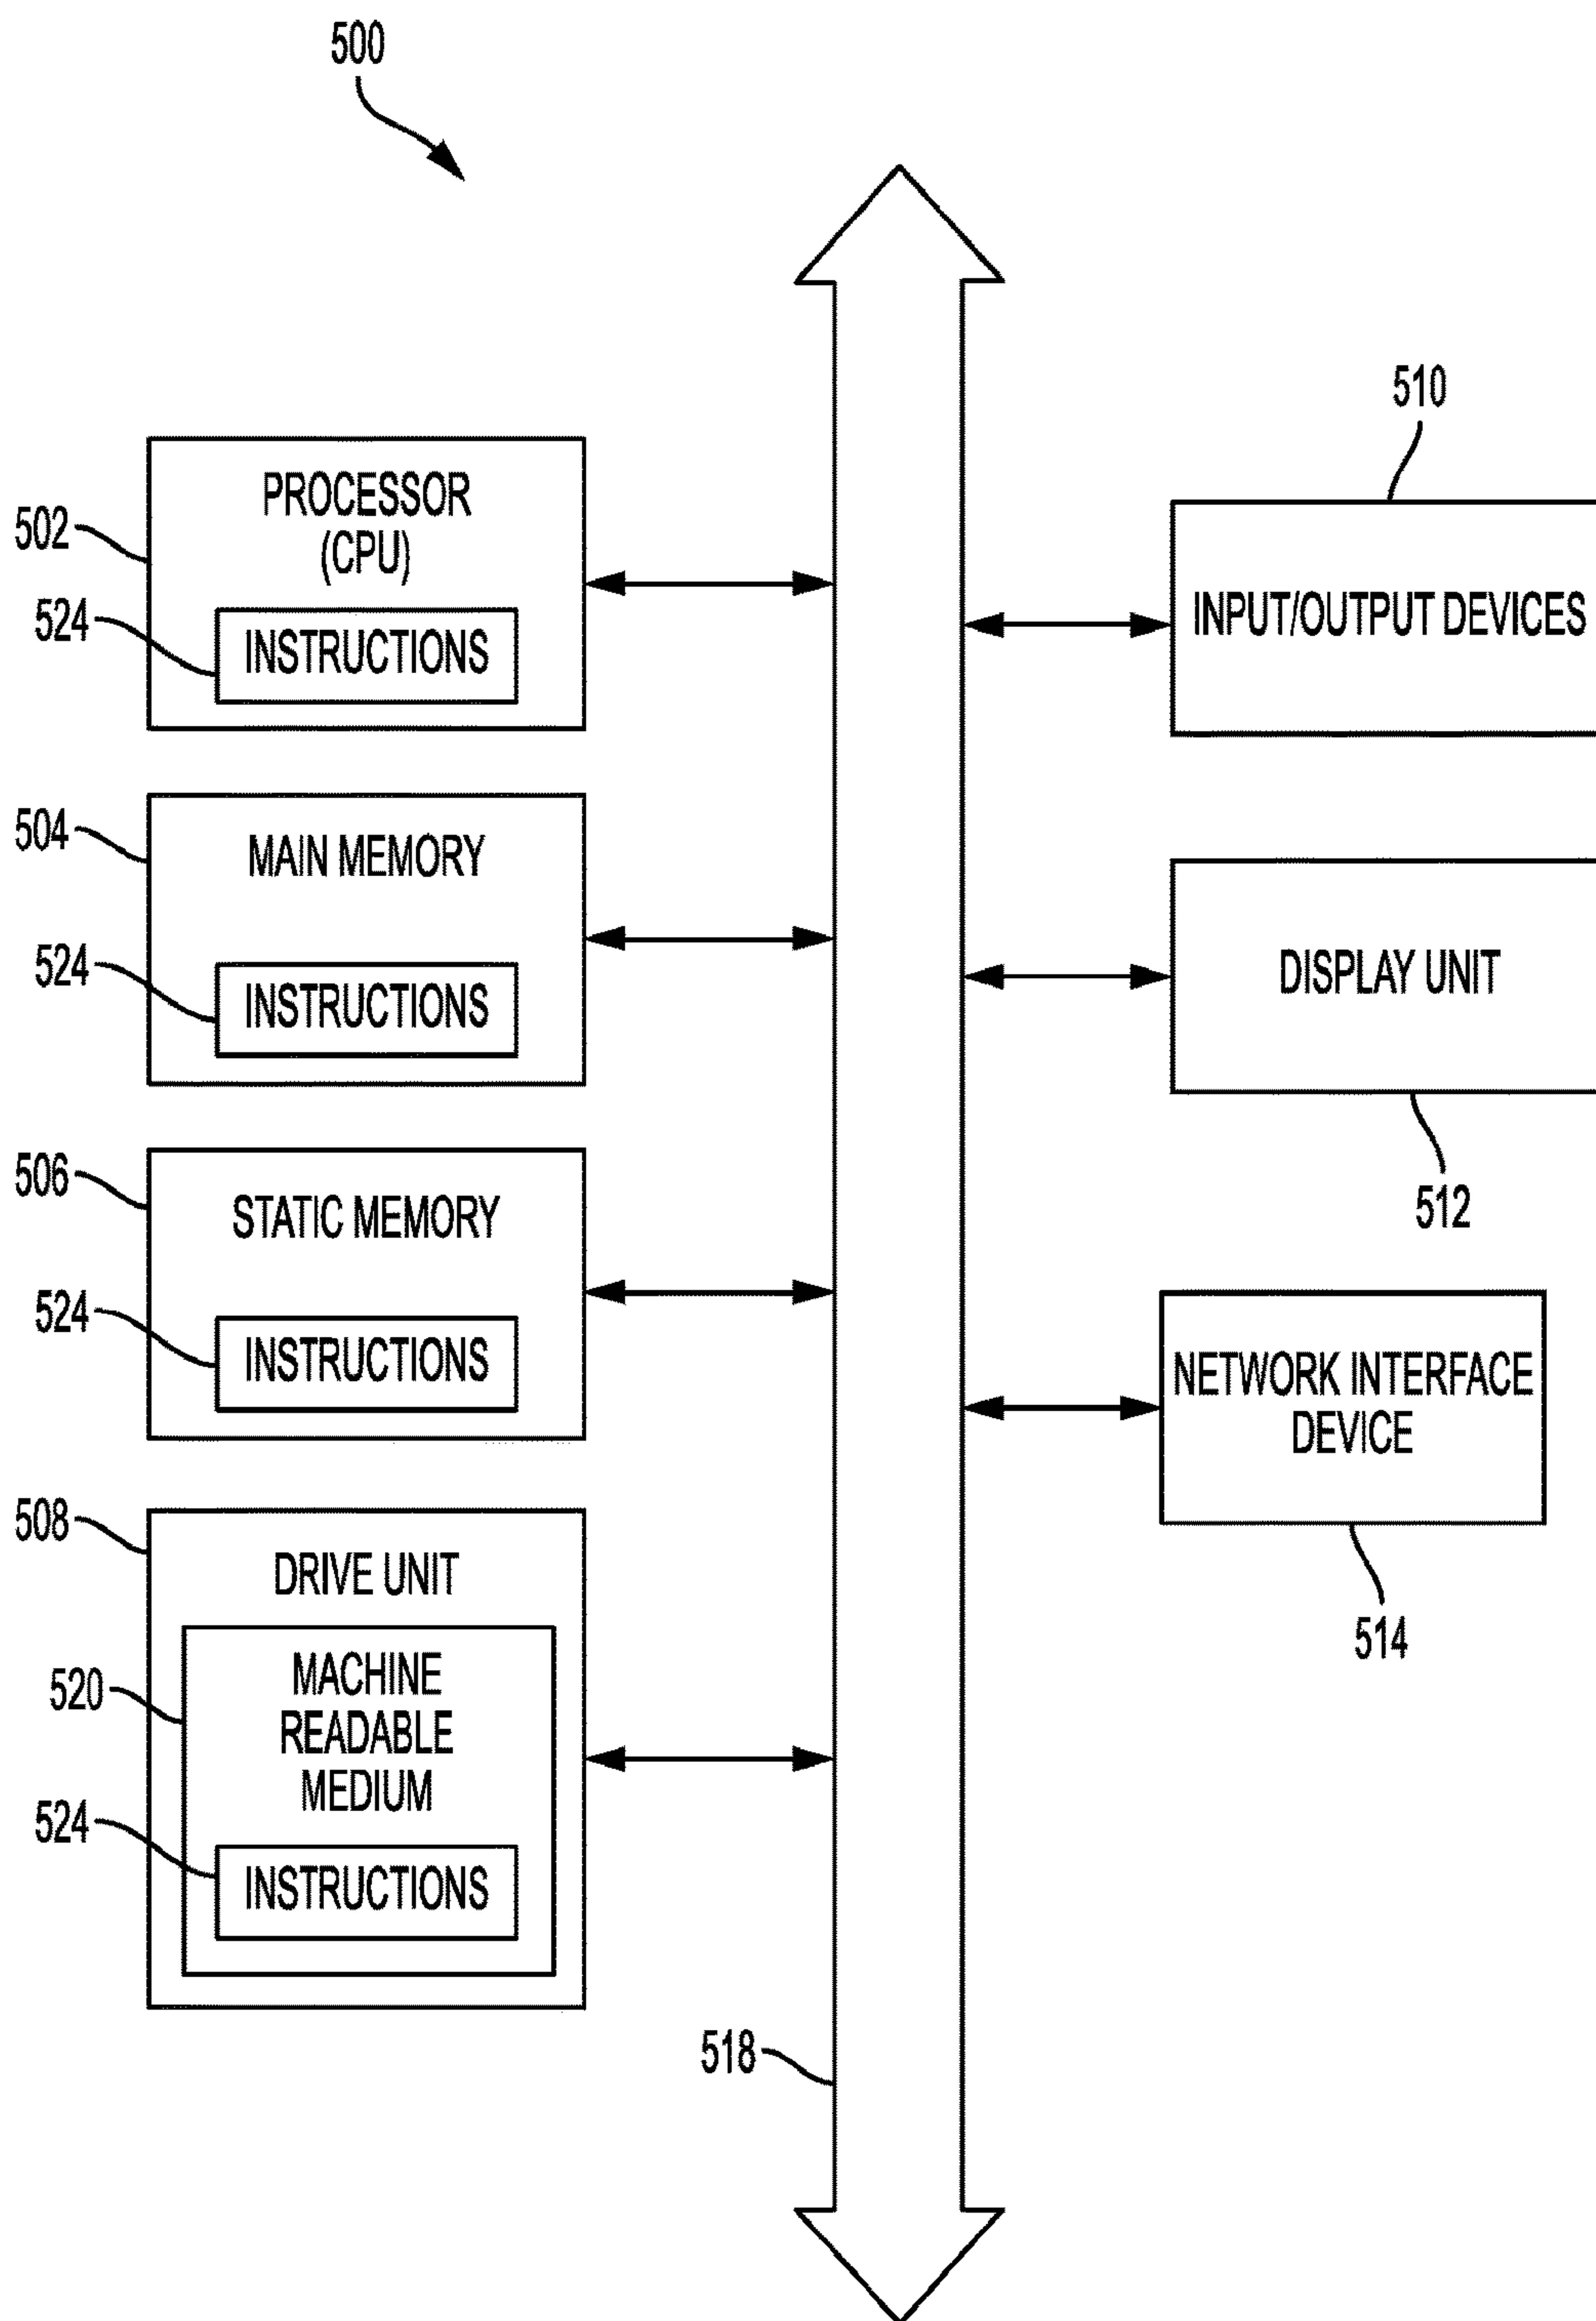 500
502
PROCESSOR
(CPU)
524
INSTRUCTIONS
504
MAIN MEMORY
524
INSTRUCTIONS
506
STATIC MEMORY
524
INSTRUCTIONS
508
DRIVE UNIT
520
MACHINE
READABLE
MEDIUM
524
INSTRUCTIONS
518
510
INPUT/OUTPUT DEVICES
DISPLAY UNIT
512
NETWORK INTERFACE
DEVICE
514